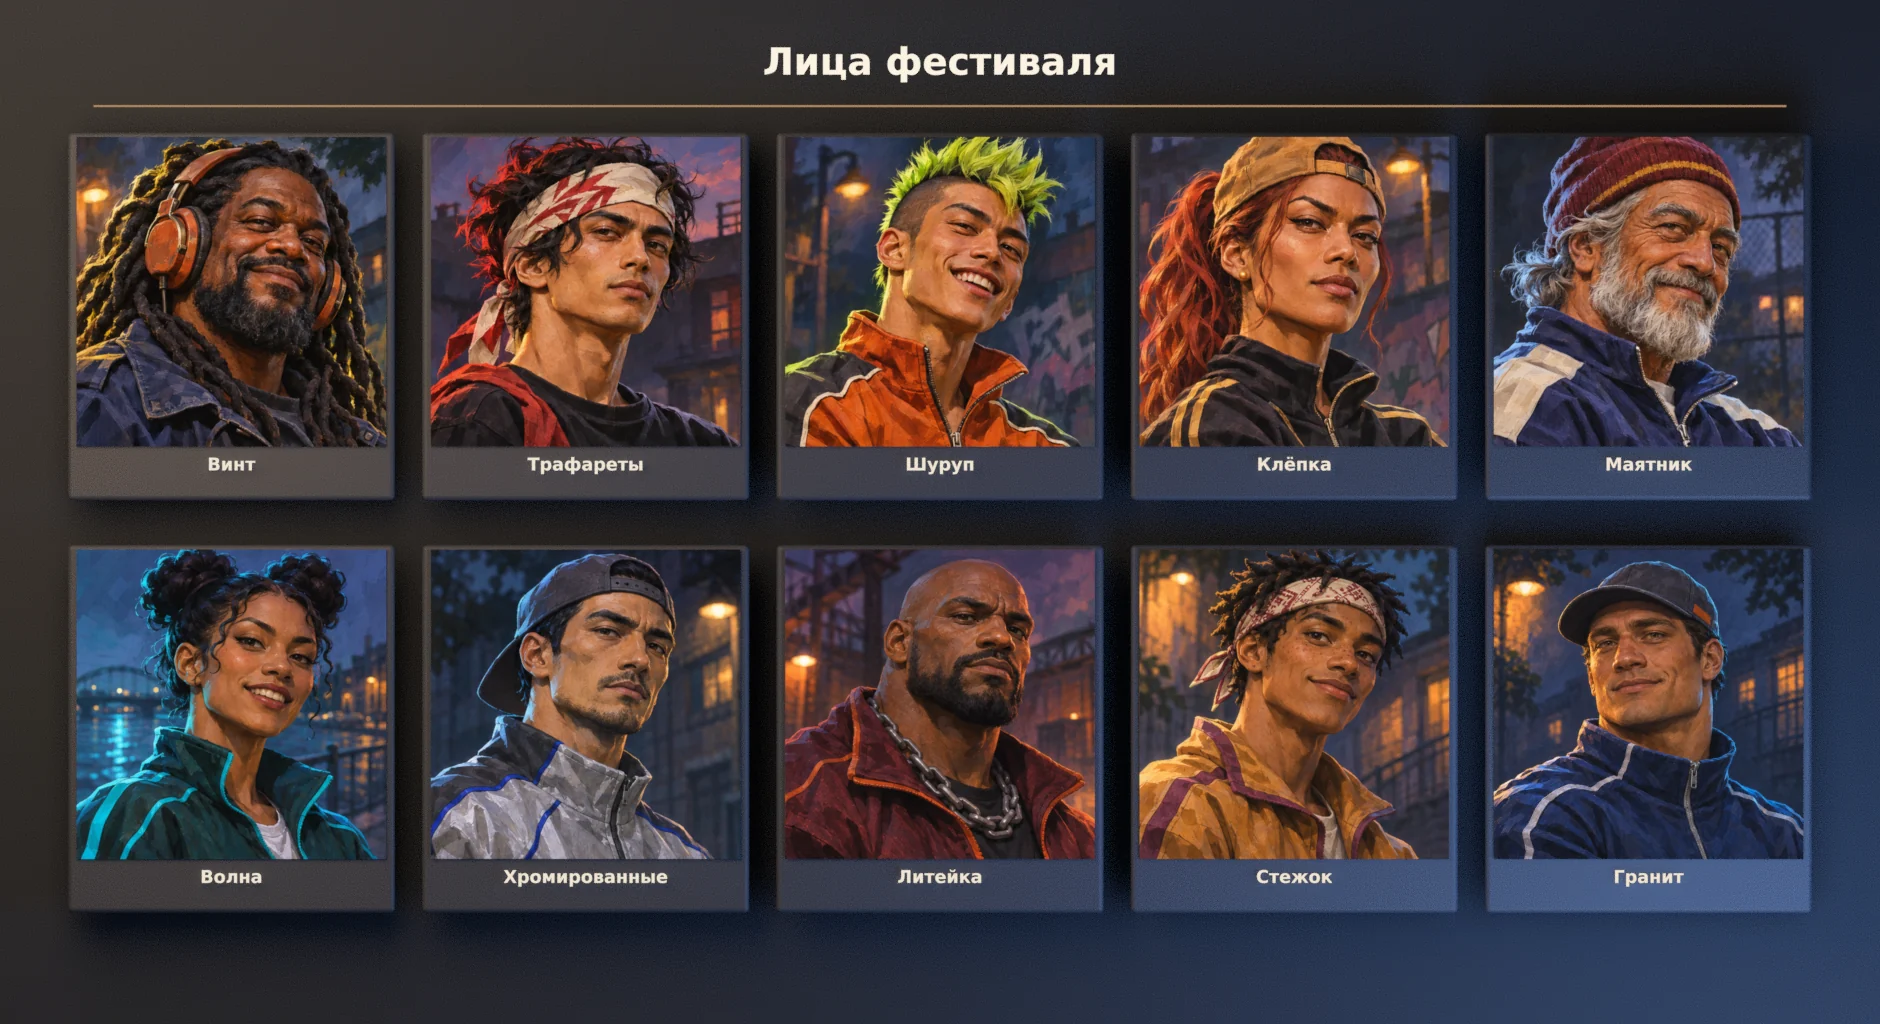 Лица фестиваля
Винт
Трафареты
Шуруп
Клёпка
Маятник
Волна
Хромированные
Литейка
Стежок
Гранит